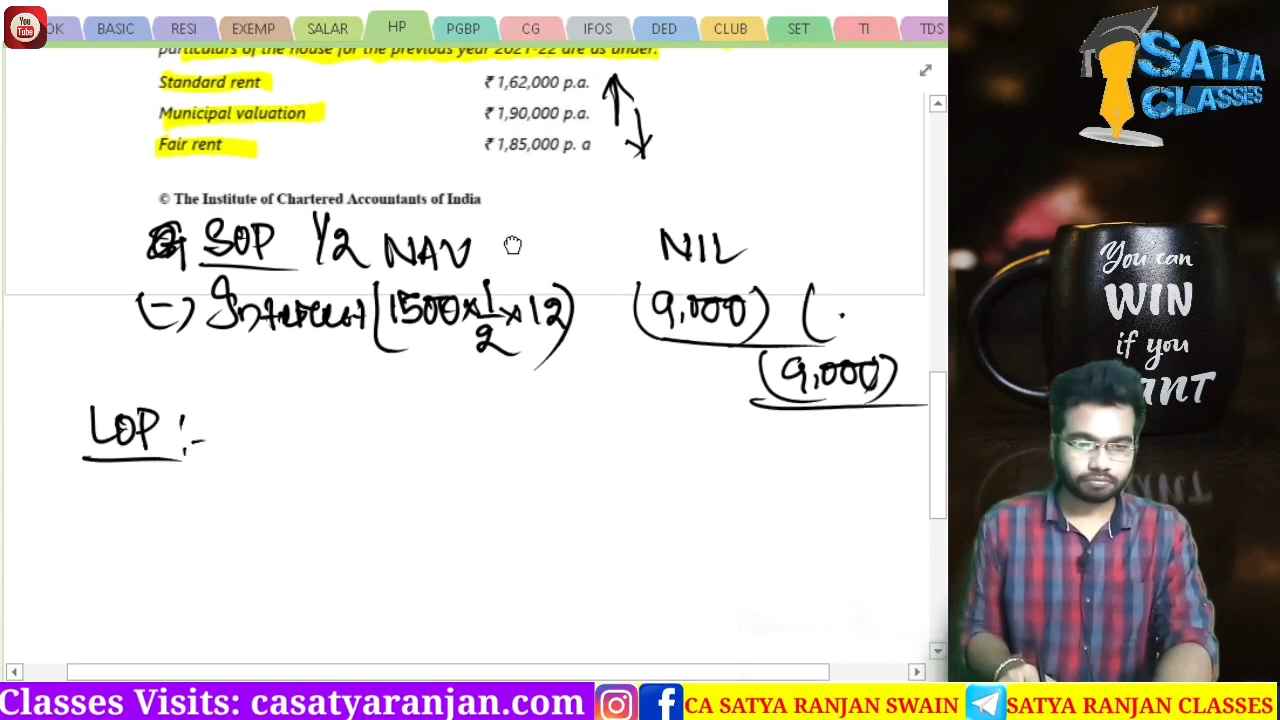 You Tube
OK BASIC RESI EXEMP SALAR HP PGBP CG IFOS DED CLUB SET TI TDS
particulars of the house for the previous year 2021-22 are as under:
Standard rent ₹ 1,62,000 p.a.
Municipal valuation ₹ 1,90,000 p.a.
Fair rent ₹ 1,85,000 p. a
© The Institute of Chartered Accountants of India
SOP 1/2 NAV NIL
(-) Interest (1500 × 1/2 × 12) (9,000) (
(9,000)
LOP :-
SATYA
CLASSES
You can
WIN
if you
ANT
Classes Visits: casatyaranjan.com CA SATYA RANJAN SWAIN SATYA RANJAN CLASSES